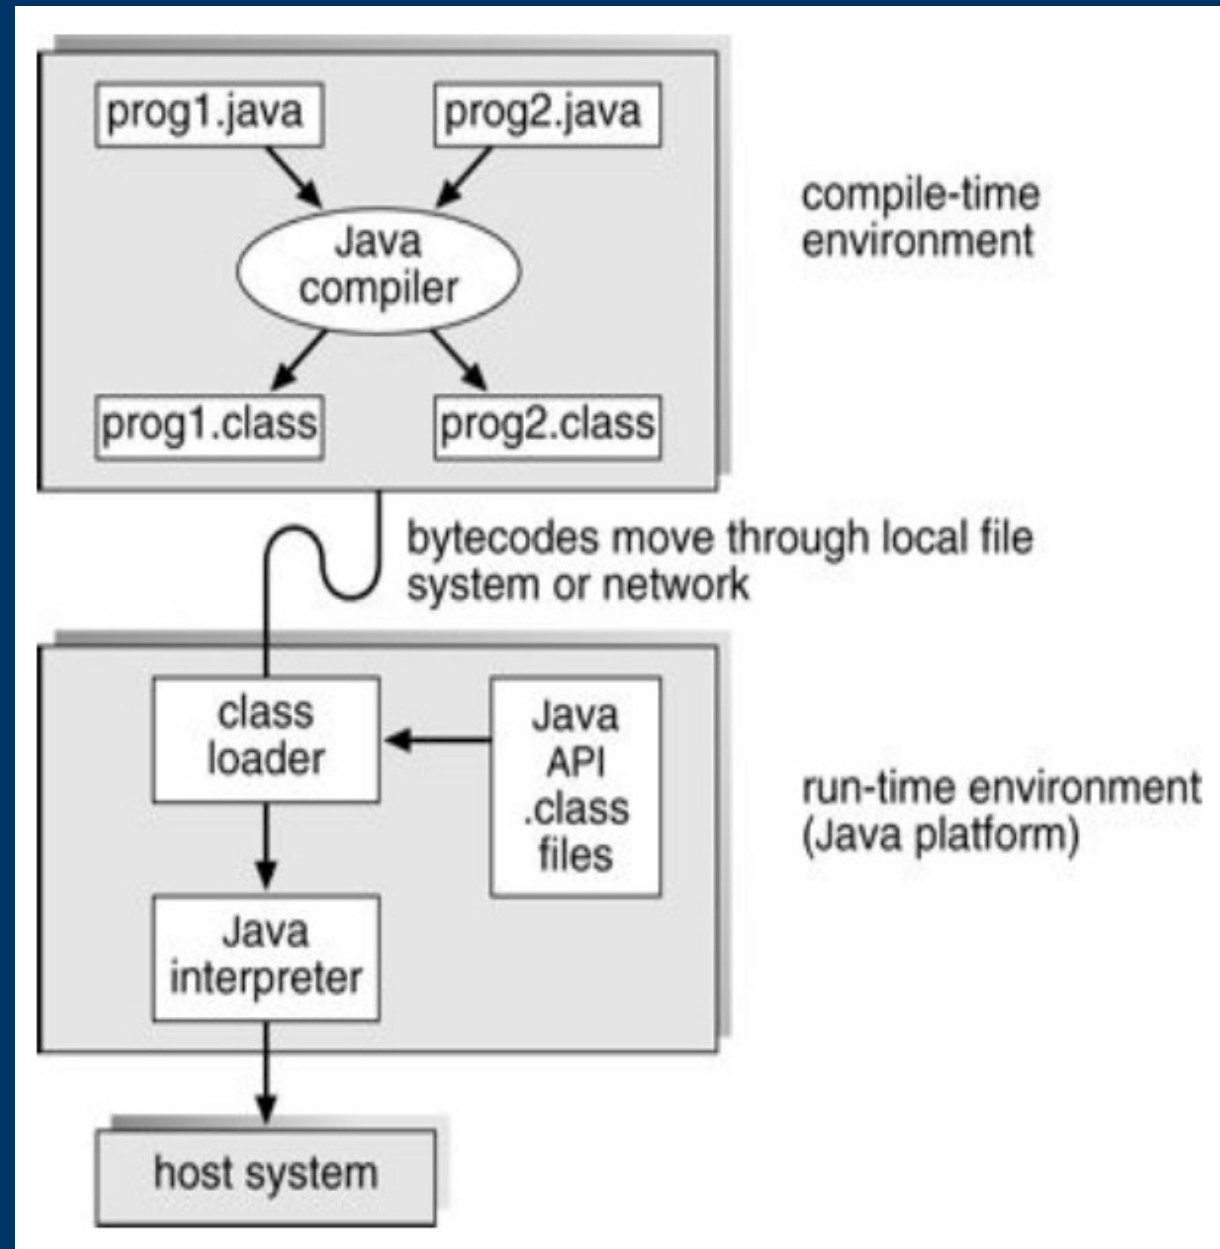 prog1.java
prog2.java
Java
compiler
compile-time
environment
prog1.class
prog2.class
bytecodes move through local file
system or network
class
loader
Java
API
.class
files
run-time environment
(Java platform)
Java
interpreter
host system